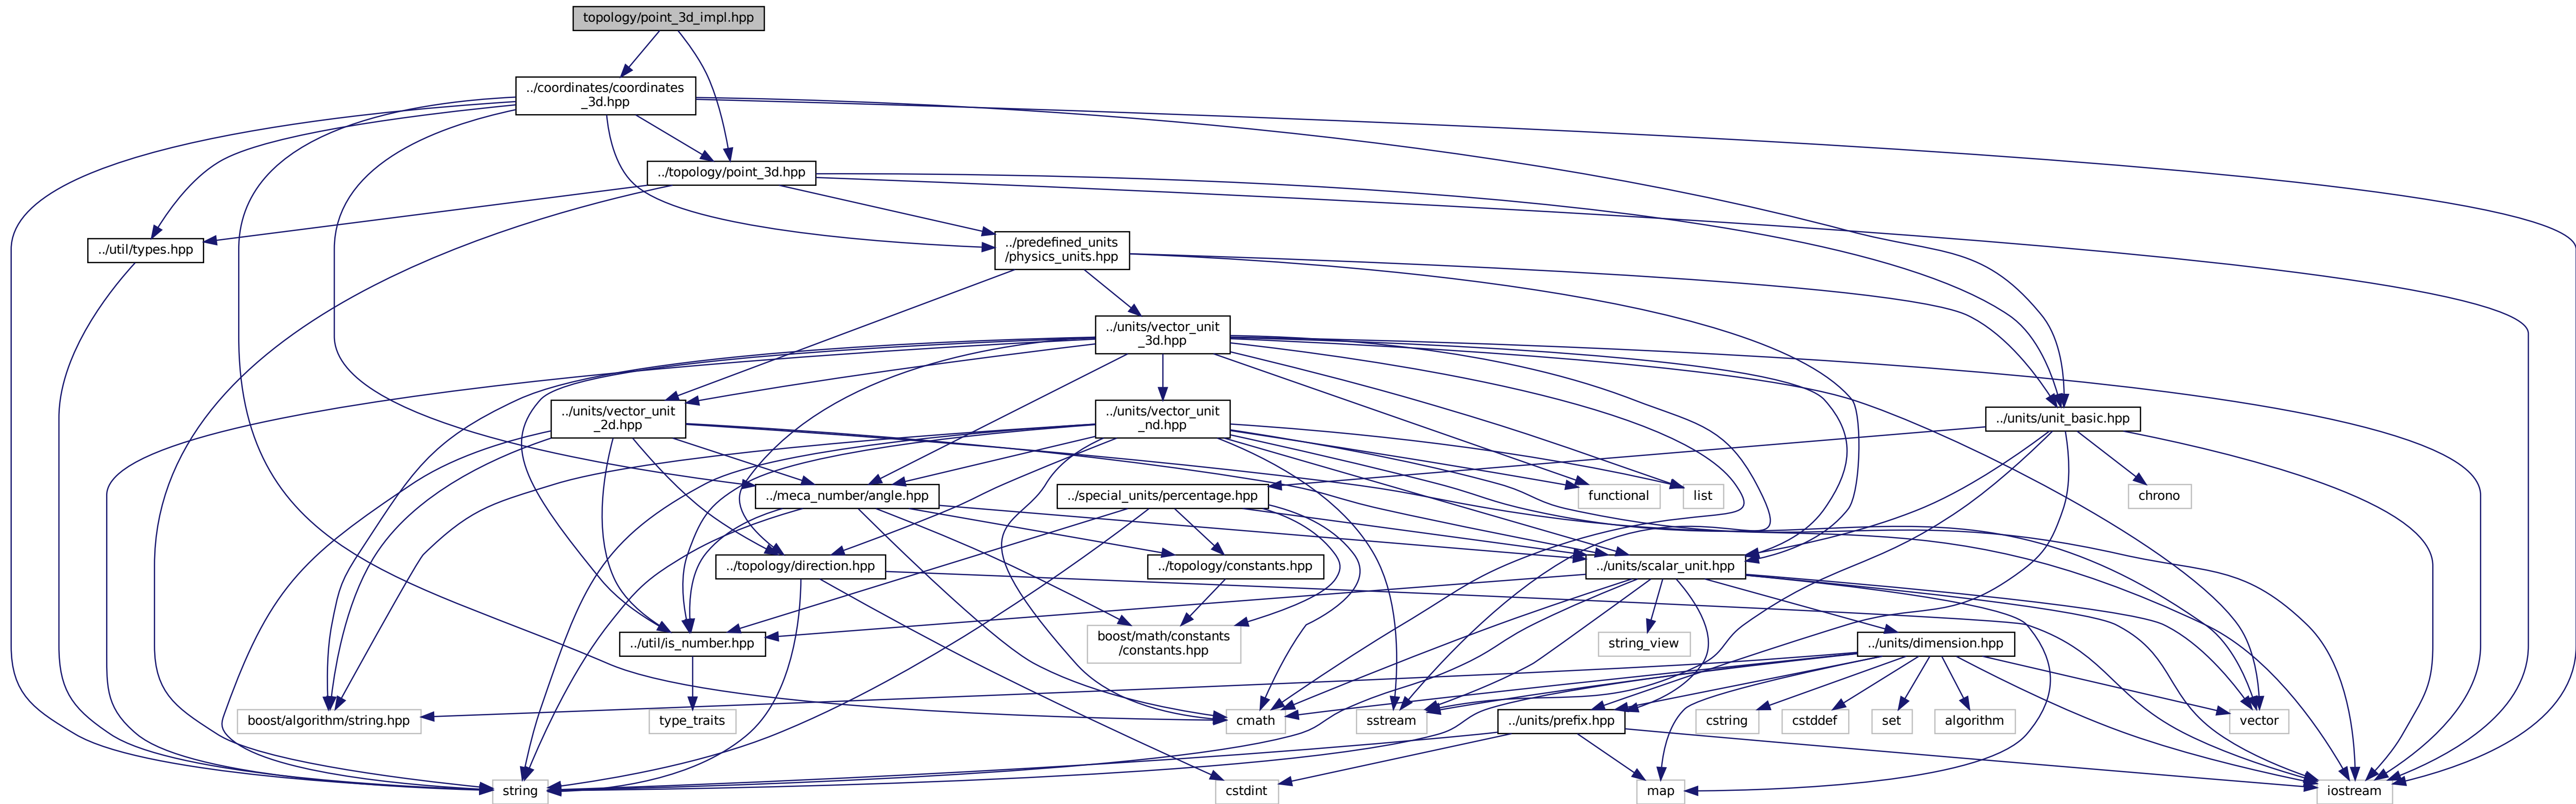 topology/point_3d_impl.hpp
../coordinates/coordinates
_3d.hpp
../topology/point_3d.hpp
../util/types.hpp
../predefined_units
/physics_units.hpp
../units/vector_unit
_3d.hpp
../units/vector_unit
_2d.hpp
../units/vector_unit
_nd.hpp
../units/unit_basic.hpp
../meca_number/angle.hpp
../special_units/percentage.hpp
functional
list
chrono
../topology/direction.hpp
../topology/constants.hpp
../units/scalar_unit.hpp
../util/is_number.hpp
boost/math/constants
/constants.hpp
string_view
../units/dimension.hpp
boost/algorithm/string.hpp
type_traits
cmath
sstream
../units/prefix.hpp
cstring
cstddef
set
algorithm
vector
string
cstdint
map
iostream